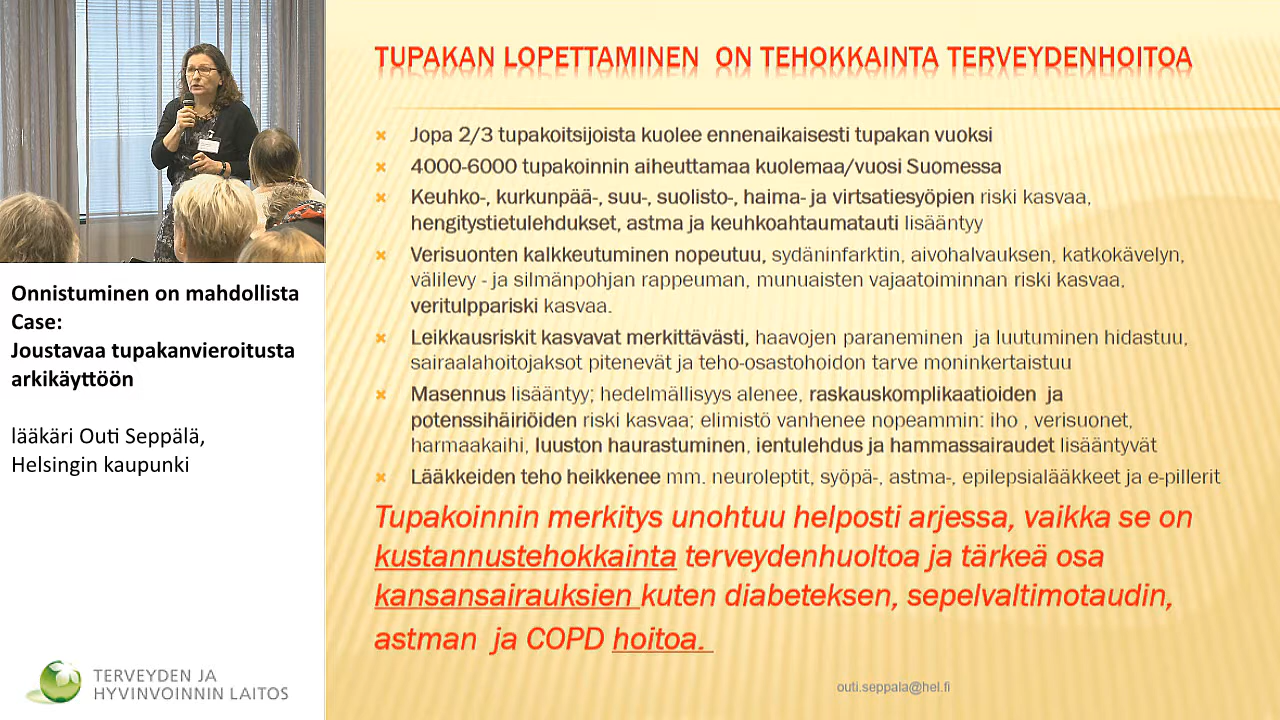 Onnistuminen on mahdollista
Case:
Joustavaa tupakanvieroitusta
arkikäyttöön
lääkäri Outi Seppälä,
Helsingin kaupunki
TERVEYDEN JA
HYVINVOINNIN LAITOS
TUPAKAN LOPETTAMINEN ON TEHOKKAINTA TERVEYDENHOITOA
Jopa 2/3 tupakoitsijoista kuolee ennenaikaisesti tupakan vuoksi
4000-6000 tupakoinnin aiheuttamaa kuolemaa/vuosi Suomessa
Keuhko-, kurkunpää-, suu-, suolisto-, haima- ja virtsatiesyöpien riski kasvaa,
hengitystietulehdukset, astma ja keuhkoahtaumatauti lisääntyy
Verisuonten kalkkeutuminen nopeutuu, sydäninfarktin, aivohalvauksen, katkokävelyn,
välilevy - ja silmänpohjan rappeuman, munuaisten vajaatoiminnan riski kasvaa,
veritulppariski kasvaa.
Leikkausriskit kasvavat merkittävästi, haavojen paraneminen ja luutuminen hidastuu,
sairaalahoitojaksot pitenevät ja teho-osastohoidon tarve moninkertaistuu
Masennus lisääntyy; hedelmällisyys alenee, raskauskomplikaatioiden ja
potenssihäiriöiden riski kasvaa; elimistö vanhenee nopeammin: iho , verisuonet,
harmaakaihi, luuston haurastuminen, ientulehdus ja hammassairaudet lisääntyvät
Lääkkeiden teho heikkenee mm. neuroleptit, syöpä-, astma-, epilepsialääkkeet ja e-pillerit
Tupakoinnin merkitys unohtuu helposti arjessa, vaikka se on
kustannustehokkainta terveydenhuoltoa ja tärkeä osa
kansansairauksien kuten diabeteksen, sepelvaltimotaudin,
astman ja COPD hoitoa.
outi.seppala@hel.fi